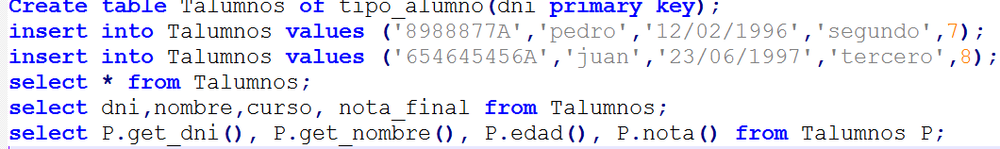 Create table Talumnos of tipo_alumno(dni primary key);
insert into Talumnos values ('8988877A','pedro','12/02/1996','segundo',7);
insert into Talumnos values ('654645456A','juan','23/06/1997','tercero',8);
select * from Talumnos;
select dni,nombre,curso, nota_final from Talumnos;
select P.get_dni(), P.get_nombre(), P.edad(), P.nota() from Talumnos P;